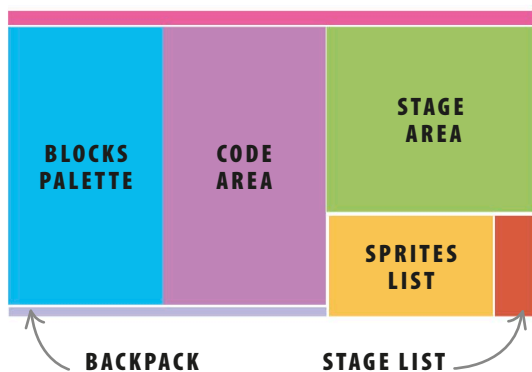 BLOCKS
PALETTE
CODE
AREA
STAGE
AREA
SPRITES
LIST
BACKPACK
STAGE LIST